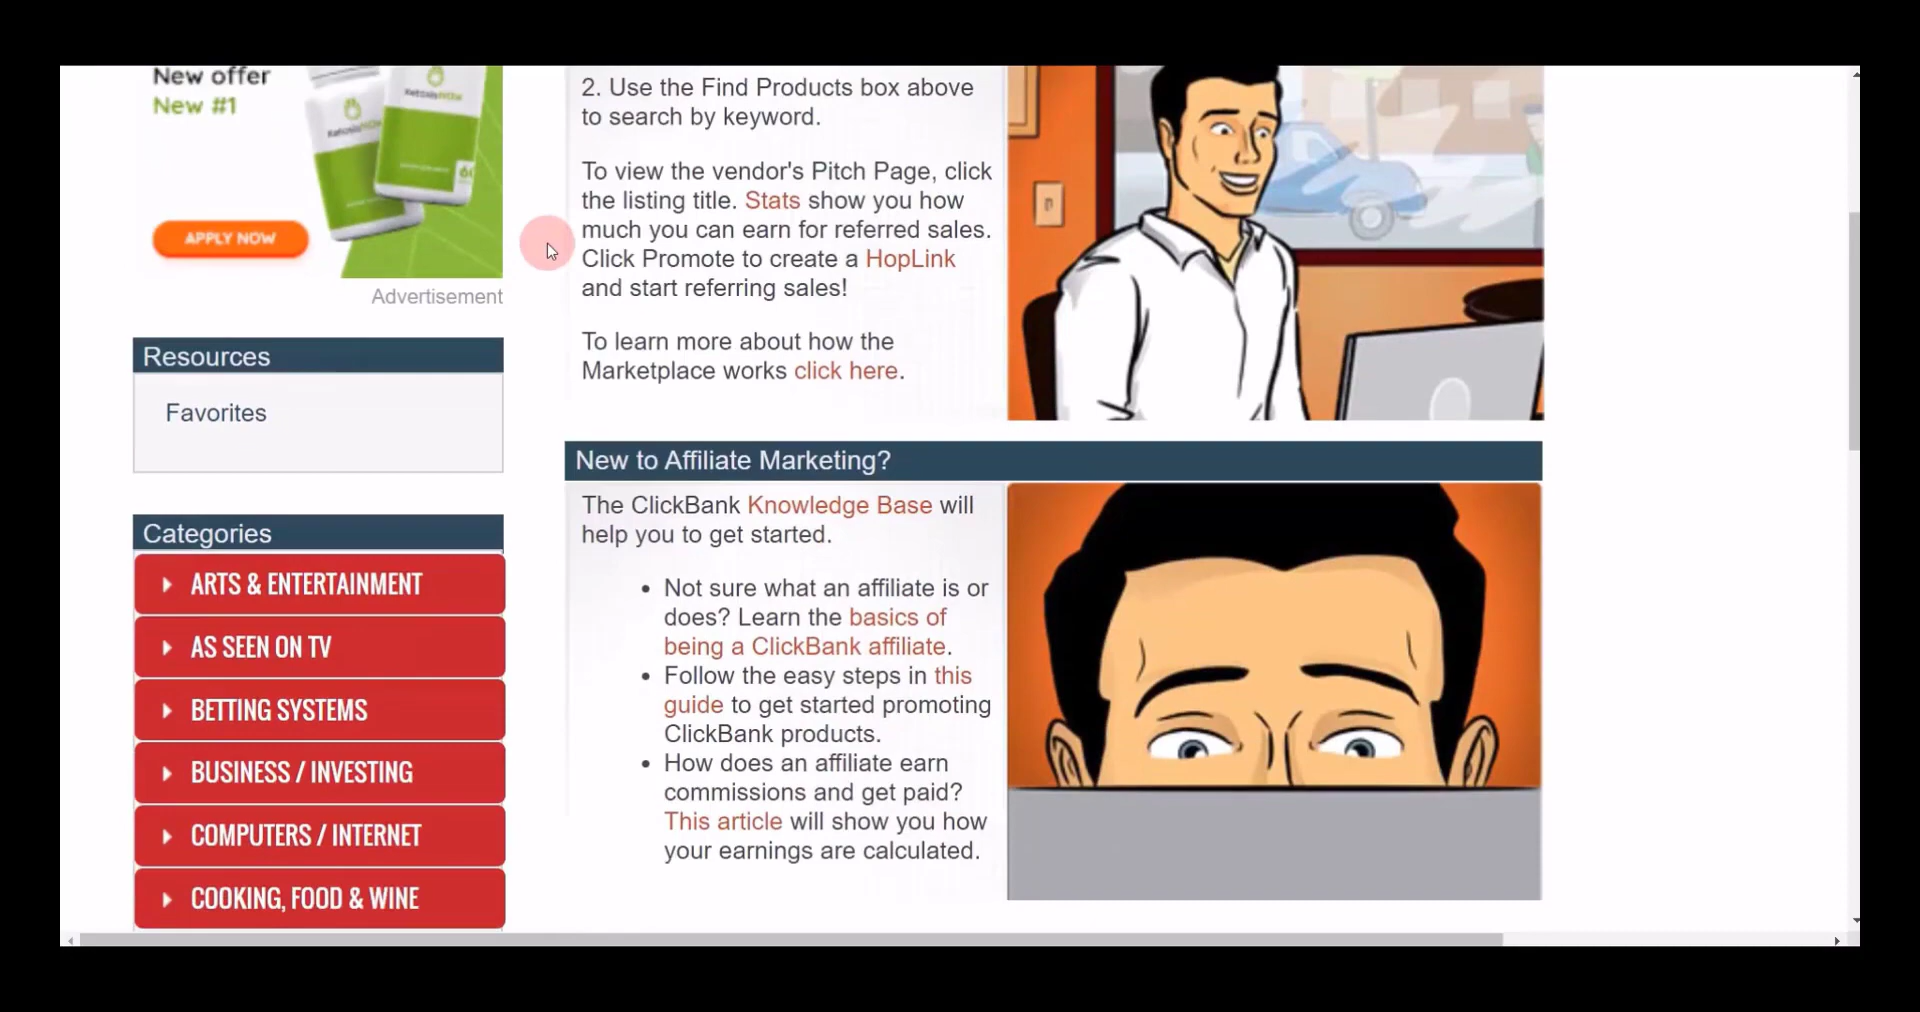 New offer
New #1
KetosisNOW
KetosisNOW
60
APPLY NOW
Advertisement
Resources
Favorites
Categories
ARTS & ENTERTAINMENT
AS SEEN ON TV
BETTING SYSTEMS
BUSINESS / INVESTING
COMPUTERS / INTERNET
COOKING, FOOD & WINE
2. Use the Find Products box above
to search by keyword.
To view the vendor's Pitch Page, click
the listing title. Stats show you how
much you can earn for referred sales.
Click Promote to create a HopLink
and start referring sales!
To learn more about how the
Marketplace works click here.
New to Affiliate Marketing?
The ClickBank Knowledge Base will
help you to get started.
• Not sure what an affiliate is or
does? Learn the basics of
being a ClickBank affiliate.
• Follow the easy steps in this
guide to get started promoting
ClickBank products.
• How does an affiliate earn
commissions and get paid?
This article will show you how
your earnings are calculated.